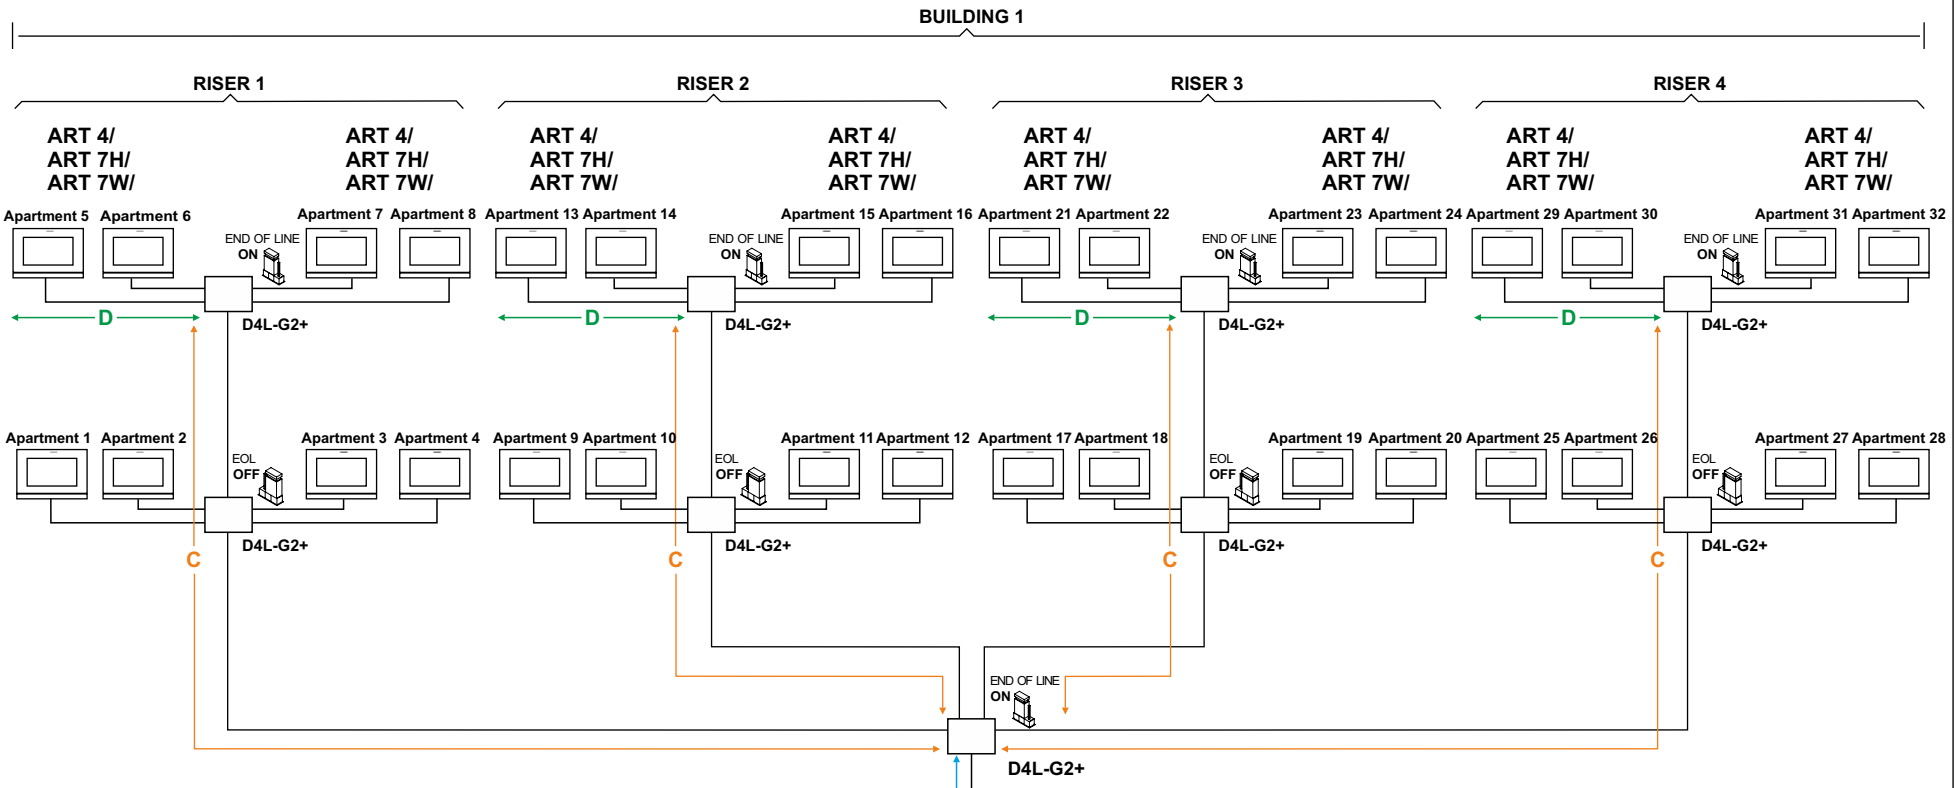 BUILDING 1
RISER 1 RISER 2 RISER 3 RISER 4
ART 4/ ART 4/ ART 4/ ART 4/ ART 4/ ART 4/ ART 4/ ART 4/
ART 7H/ ART 7H/ ART 7H/ ART 7H/ ART 7H/ ART 7H/ ART 7H/ ART 7H/
ART 7W/ ART 7W/ ART 7W/ ART 7W/ ART 7W/ ART 7W/ ART 7W/ ART 7W/
Apartment 5 Apartment 6 Apartment 7 Apartment 8 Apartment 13 Apartment 14 Apartment 15 Apartment 16 Apartment 21 Apartment 22 Apartment 23 Apartment 24 Apartment 29 Apartment 30 Apartment 31 Apartment 32
END OF LINE END OF LINE END OF LINE END OF LINE
ON ON ON ON
D D4L-G2+ D D4L-G2+ D D4L-G2+ D D4L-G2+
Apartment 1 Apartment 2 Apartment 3 Apartment 4 Apartment 9 Apartment 10 Apartment 11 Apartment 12 Apartment 17 Apartment 18 Apartment 19 Apartment 20 Apartment 25 Apartment 26 Apartment 27 Apartment 28
EOL EOL EOL EOL
OFF OFF OFF OFF
D4L-G2+ D4L-G2+ D4L-G2+ D4L-G2+
C C C C
END OF LINE
ON
D4L-G2+